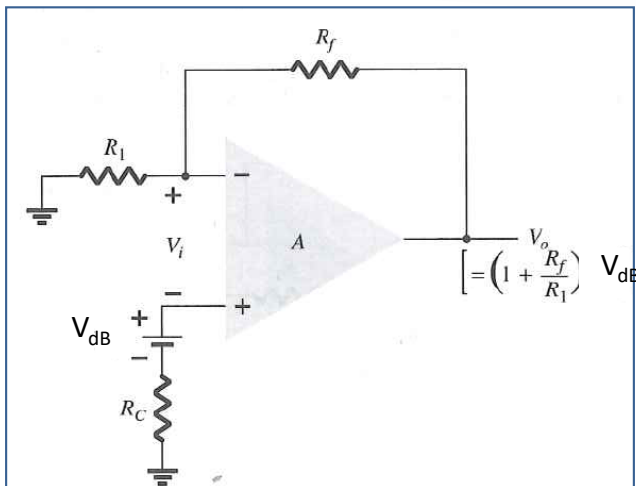 R_f
R_1
+
−
V_i
A
V_o
[ = (1 + R_f/R_1) V_dB
−
+
+
V_dB
−
R_C